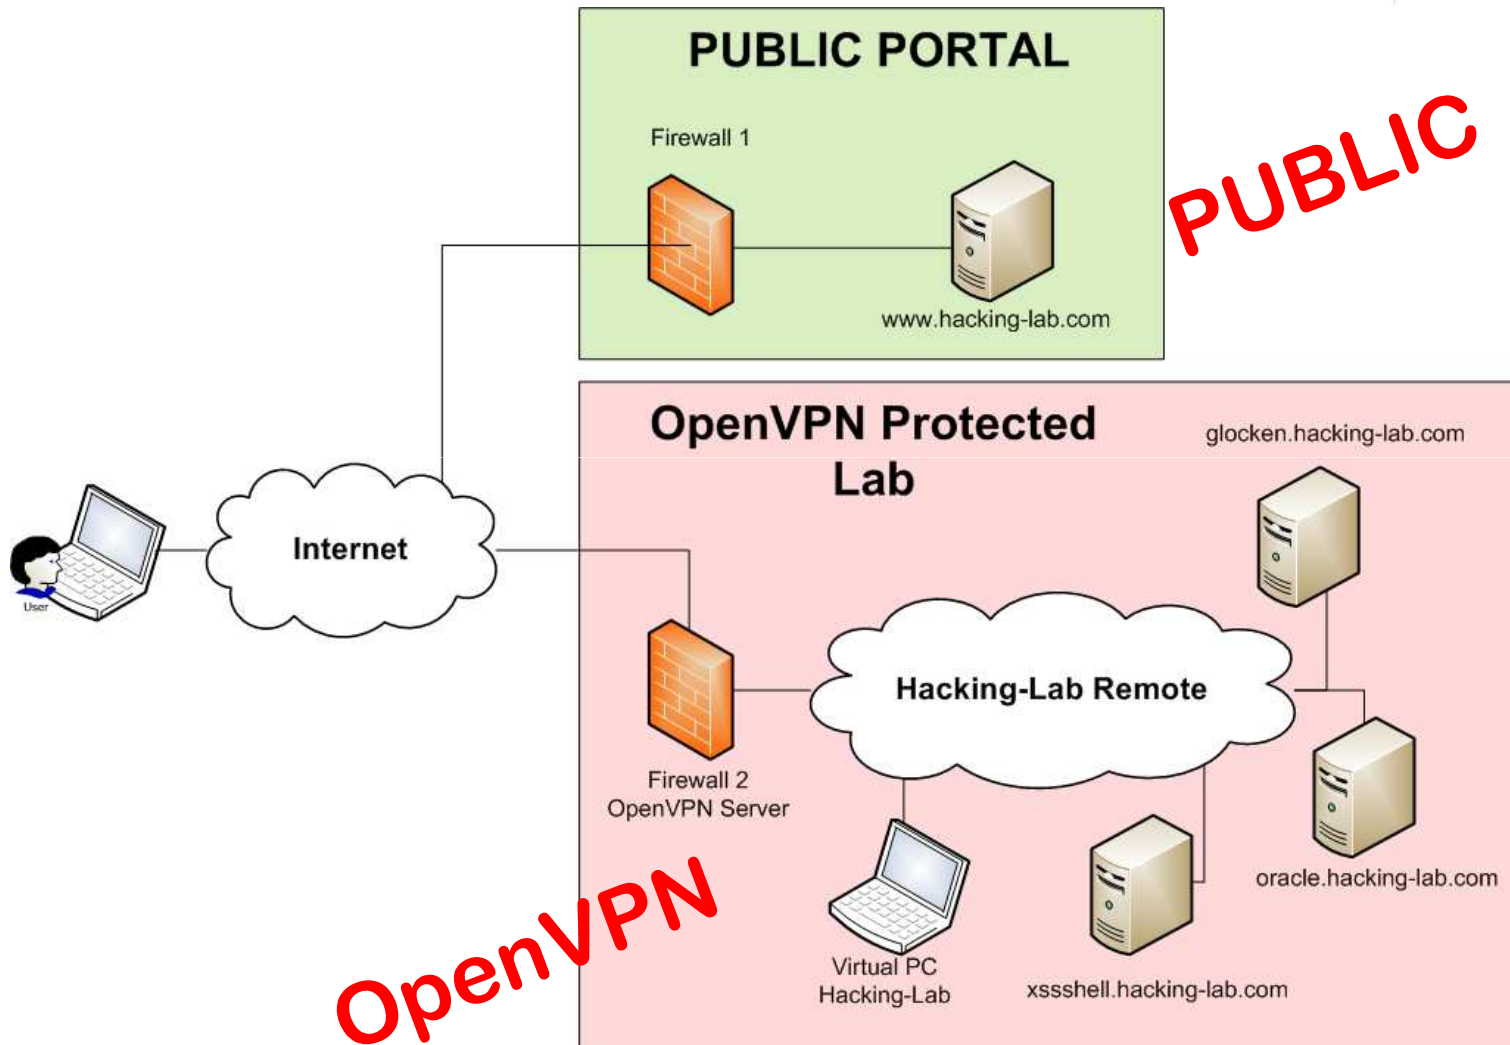 PUBLIC PORTAL
Firewall 1
www.hacking-lab.com
PUBLIC
OpenVPN Protected
Lab
glocken.hacking-lab.com
Internet
User
Hacking-Lab Remote
Firewall 2
OpenVPN Server
oracle.hacking-lab.com
Virtual PC
Hacking-Lab
xssshell.hacking-lab.com
OpenVPN